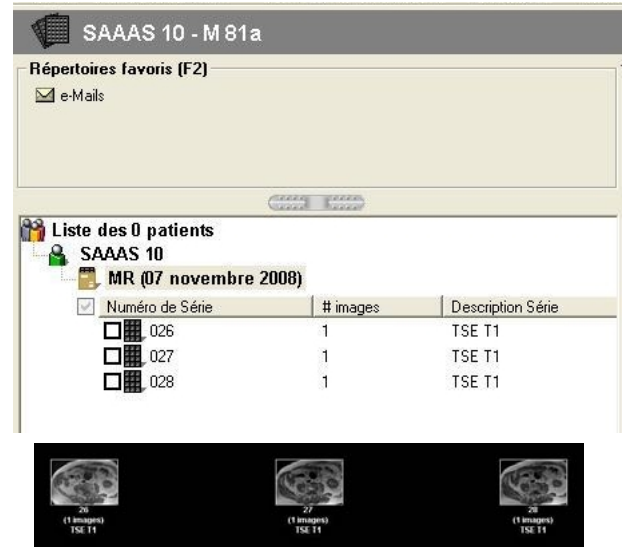 SAAAS 10 - M 81a
Répertoires favoris (F2)
e-Mails
Liste des 0 patients
SAAAS 10
MR (07 novembre 2008)
Numéro de Série # images Description Série
026 1 TSE T1
027 1 TSE T1
028 1 TSE T1
26 27 28
(1 images) (1 images) (1 images)
TSE T1 TSE T1 TSE T1